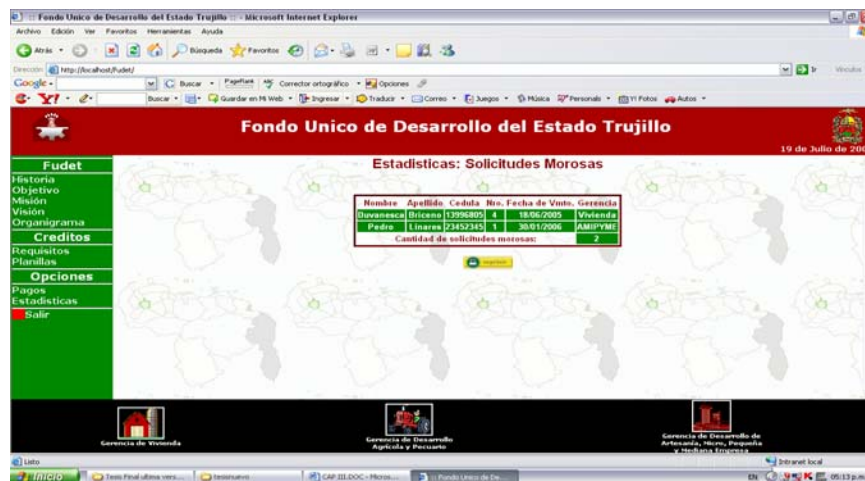 :: Fondo Unico de Desarrollo del Estado Trujillo :: - Microsoft Internet Explorer
Archivo Edición Ver Favoritos Herramientas Ayuda
Atrás Búsqueda Favoritos
Dirección http://localhost/Fudet/ Ir Vínculos
Google Buscar PageRank Corrector ortográfico Opciones
Y! Buscar Guardar en Mi Web Ingresar Traducir Correo Juegos Música Personals Y! Fotos Autos
Fondo Unico de Desarrollo del Estado Trujillo
19 de Julio de 200
Fudet
Historia
Objetivo
Misión
Visión
Organigrama
Creditos
Requisitos
Planillas
Opciones
Pagos
Estadisticas
Salir
Estadisticas: Solicitudes Morosas
Nombre Apellido Cedula Nro. Fecha de Vmto. Gerencia
Duvanesca Briceno 13996805 4 18/06/2005 Vivienda
Pedro Linares 23452345 1 30/01/2006 AMIPYME
Cantidad de solicitudes morosas: 2
Imprimir
Gerencia de Vivienda
Gerencia de Desarrollo
Agrícola y Pecuario
Gerencia de Desarrollo de
Artesanía, Micro, Pequeña
y Mediana Empresa
Listo Intranet local
Inicio Tesis Final ultima vers... tesisnuevo CAP III.DOC - Micros... :: Fondo Unico de De... EN 05:13 p.m.